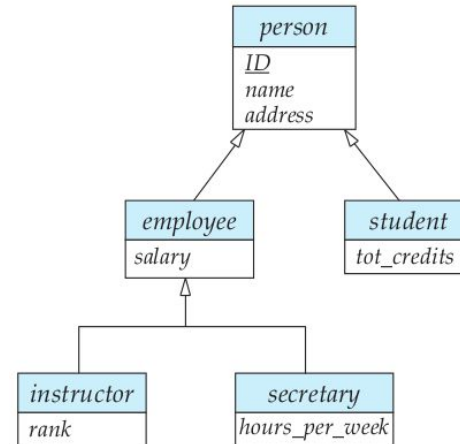 person
ID
name
address
employee
salary
student
tot_credits
instructor
rank
secretary
hours_per_week